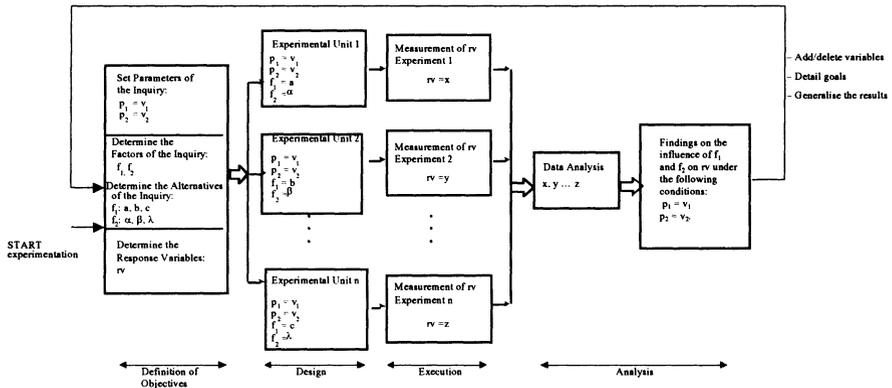 Set Parameters of
the Inquiry:
p1 = v1
p2 = v2
Determine the
Factors of the Inquiry:
f1, f2
Determine the Alternatives
of the Inquiry:
f1: a, b, c
f2: α, β, λ
Determine the
Response Variables:
rv
START
experimentation
Experimental Unit 1
p1 = v1
p2 = v2
f1 = a
f2 = α
Experimental Unit 2
p1 = v1
p2 = v2
f1 = b
f2 = β
Experimental Unit n
p1 = v1
p2 = v2
f1 = c
f2 = λ
Measurement of rv
Experiment 1
rv =x
Measurement of rv
Experiment 2
rv =y
Measurement of rv
Experiment n
rv =z
Data Analysis
x, y ... z
Findings on the
influence of f1
and f2 on rv under
the following
conditions:
p1 = v1
p2 = v2.
– Add/delete variables
– Detail goals
– Generalise the results
Definition of
Objectives
Design
Execution
Analysis